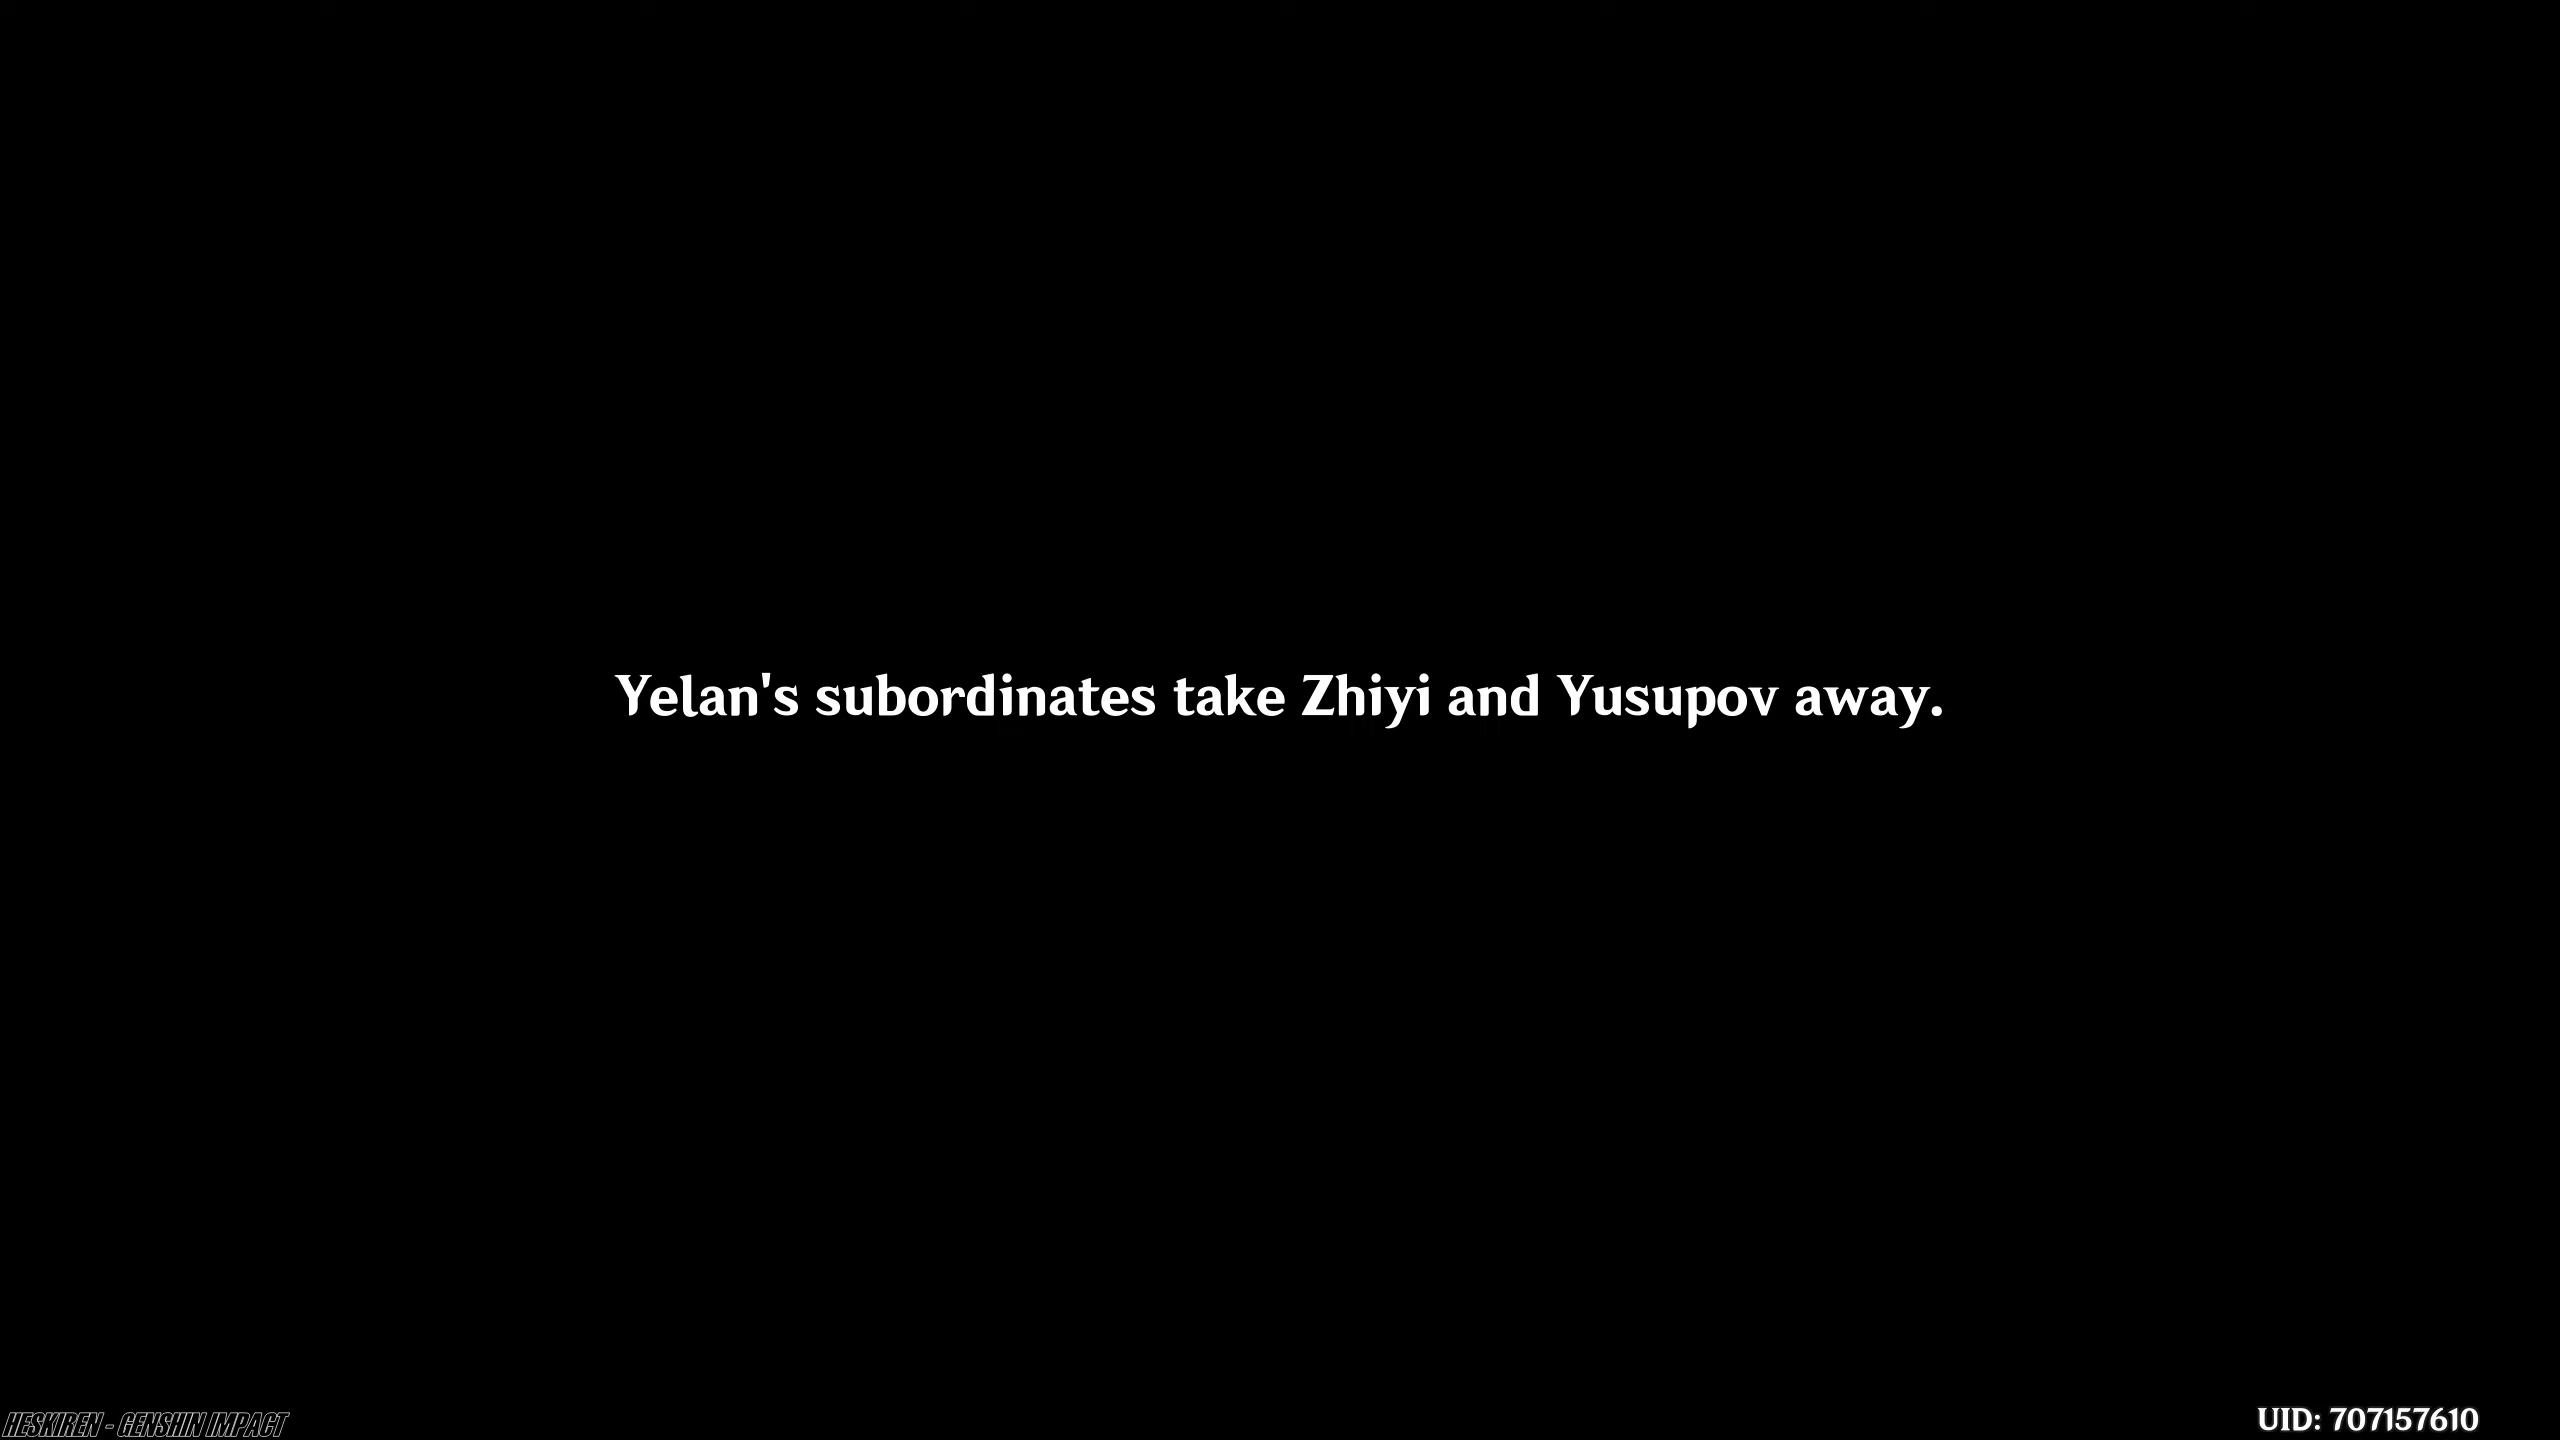 Yelan's subordinates take Zhiyi and Yusupov away.
HESKIREN - GENSHIN IMPACT
UID: 707157610